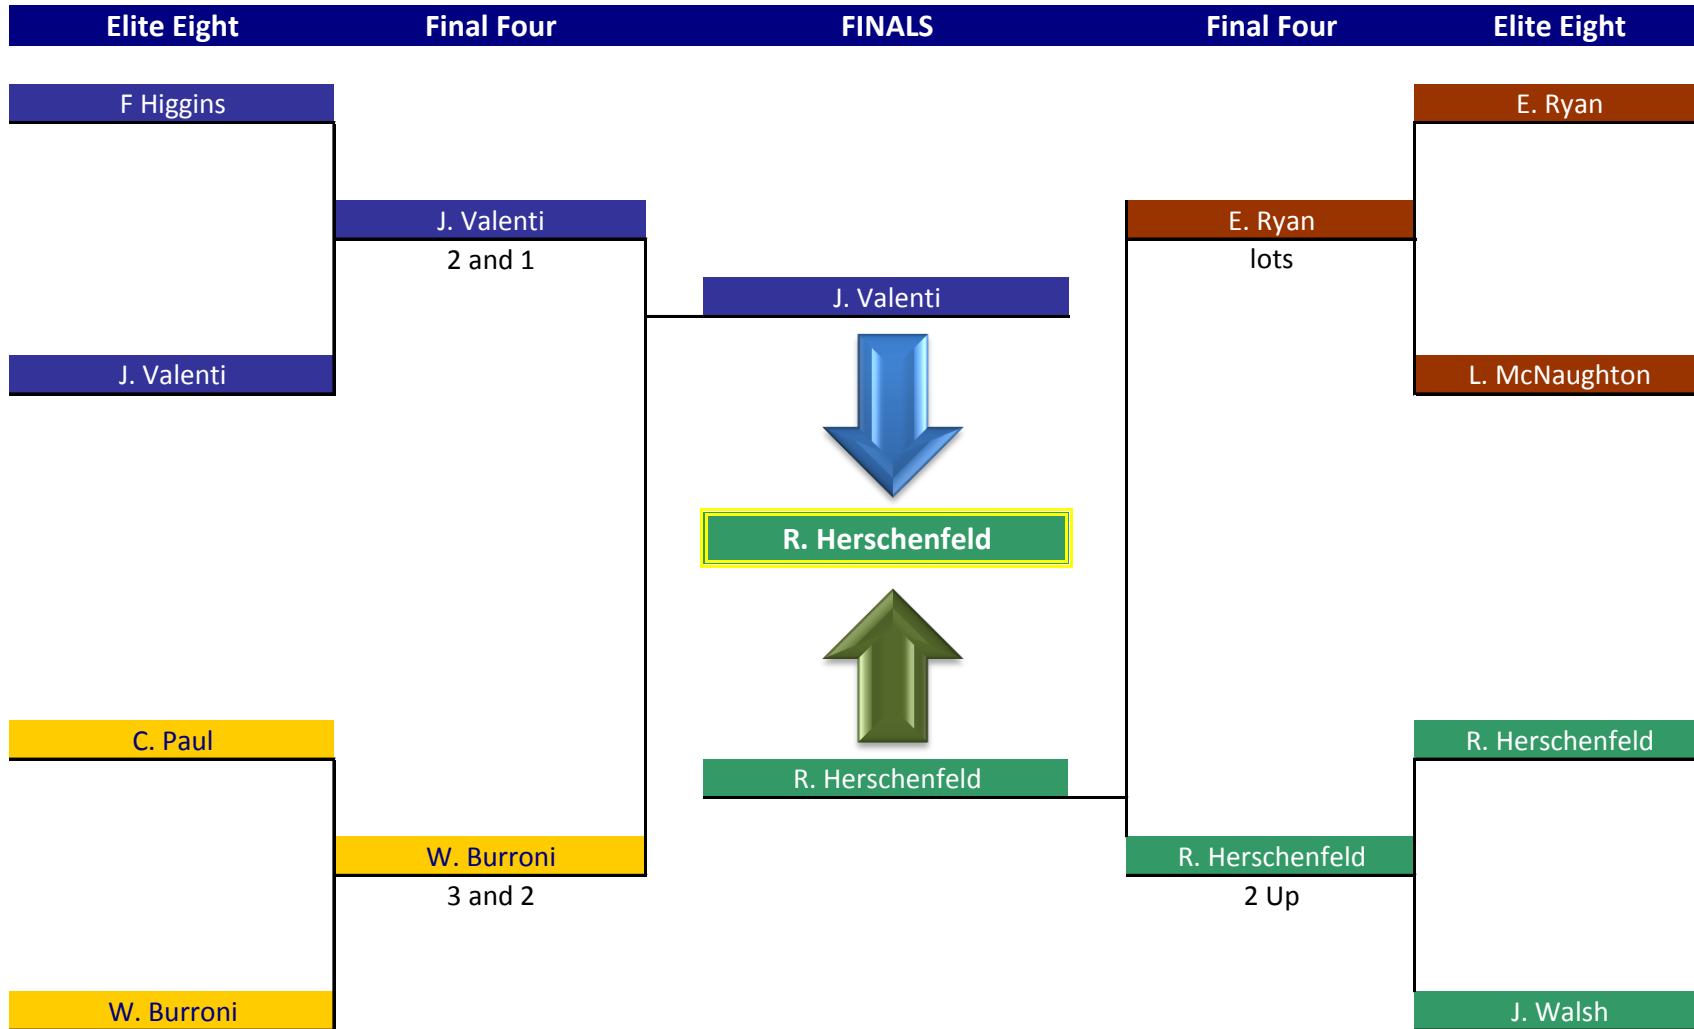 Elite Eight Final Four FINALS Final Four Elite Eight
F Higgins E. Ryan
J. Valenti E. Ryan
2 and 1 lots
J. Valenti
J. Valenti L. McNaughton
R. Herschenfeld
C. Paul R. Herschenfeld
R. Herschenfeld
W. Burroni R. Herschenfeld
3 and 2 2 Up
W. Burroni J. Walsh